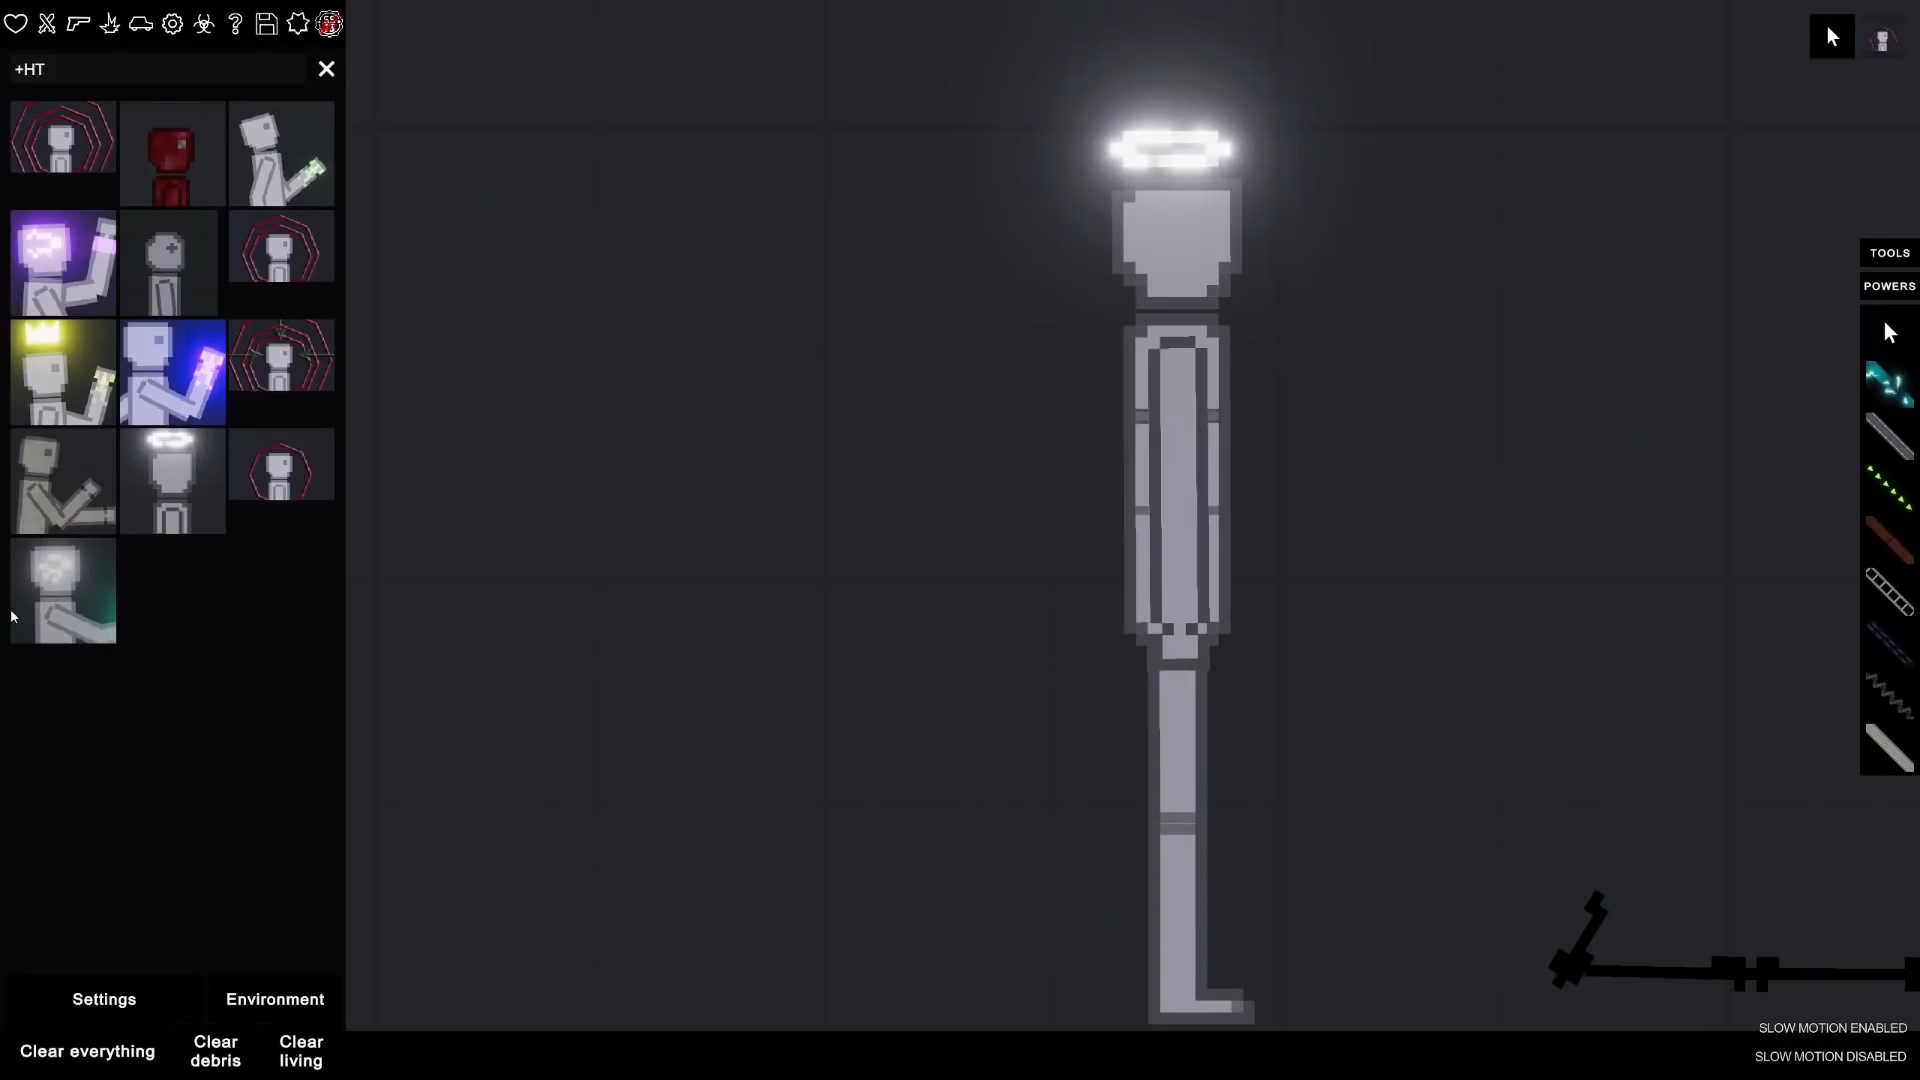 +HT
TOOLS
POWERS
Settings
Environment
Clear everything
Clear
debris
Clear
living
SLOW MOTION ENABLED
SLOW MOTION DISABLED